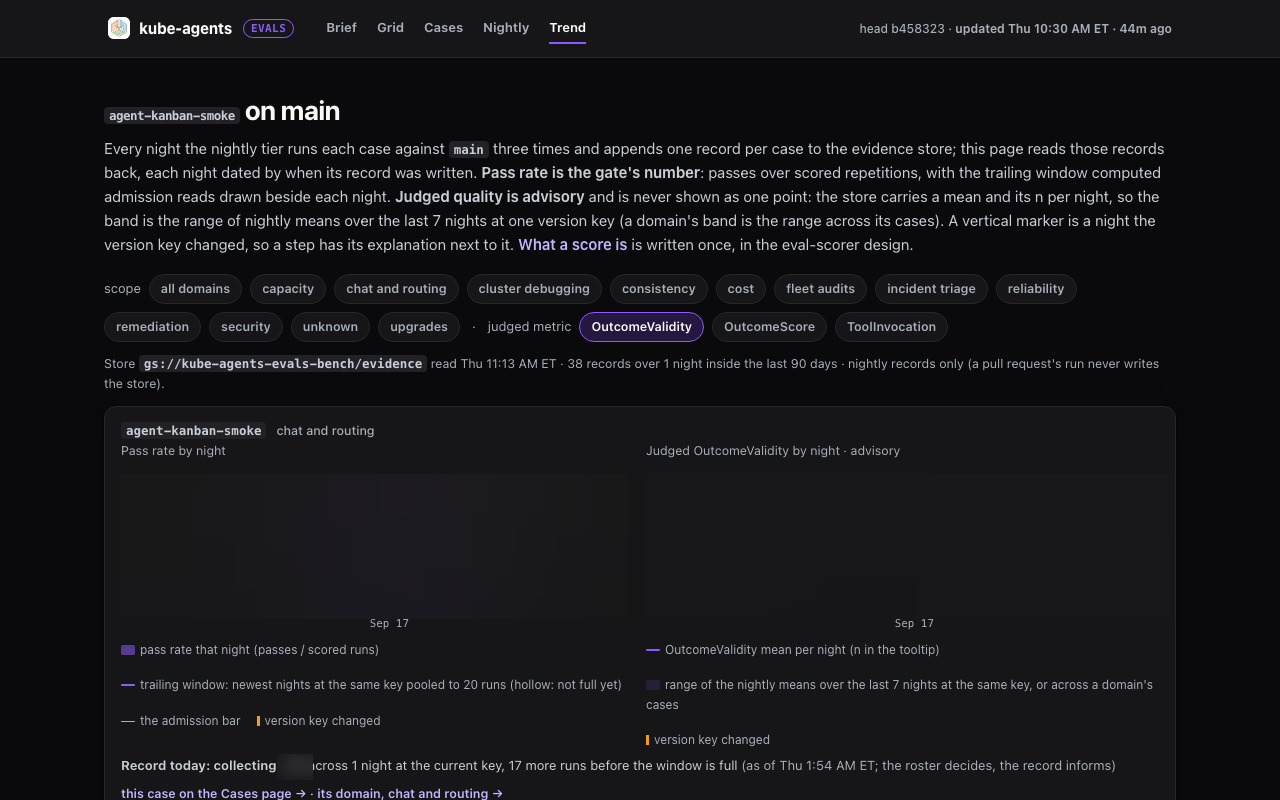 kube-agents EVALS Brief Grid Cases Nightly Trend head b458323 · updated Thu 10:30 AM ET · 44m ago
agent-kanban-smoke on main
Every night the nightly tier runs each case against main three times and appends one record per case to the evidence store; this page reads those records
back, each night dated by when its record was written. Pass rate is the gate's number: passes over scored repetitions, with the trailing window computed
admission reads drawn beside each night. Judged quality is advisory and is never shown as one point: the store carries a mean and its n per night, so the
band is the range of nightly means over the last 7 nights at one version key (a domain's band is the range across its cases). A vertical marker is a night the
version key changed, so a step has its explanation next to it. What a score is is written once, in the eval-scorer design.
scope all domains capacity chat and routing cluster debugging consistency cost fleet audits incident triage reliability
remediation security unknown upgrades · judged metric OutcomeValidity OutcomeScore ToolInvocation
Store gs://kube-agents-evals-bench/evidence read Thu 11:13 AM ET · 38 records over 1 night inside the last 90 days · nightly records only (a pull request's run never writes
the store).
agent-kanban-smoke chat and routing
Pass rate by night
Judged OutcomeValidity by night · advisory
Sep 17
Sep 17
pass rate that night (passes / scored runs)
trailing window: newest nights at the same key pooled to 20 runs (hollow: not full yet)
the admission bar version key changed
OutcomeValidity mean per night (n in the tooltip)
range of the nightly means over the last 7 nights at the same key, or across a domain's
cases
version key changed
Record today: collecting across 1 night at the current key, 17 more runs before the window is full (as of Thu 1:54 AM ET; the roster decides, the record informs)
this case on the Cases page → · its domain, chat and routing →